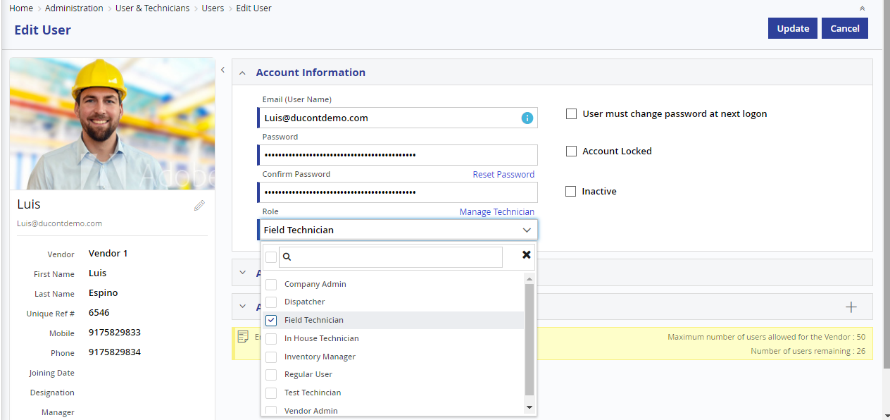 Home > Administration > User & Technicians > Users > Edit User
Edit User
Update Cancel
Luis
Luis@ducontdemo.com
Vendor Vendor 1
First Name Luis
Last Name Espino
Unique Ref # 6546
Mobile 9175829833
Phone 9175829834
Joining Date
Designation
Manager
Account Information
Email (User Name)
Luis@ducontdemo.com
User must change password at next logon
Password
Account Locked
Confirm Password Reset Password
Inactive
Role Manage Technician
Field Technician
Company Admin
Dispatcher
Field Technician
In House Technician
Inventory Manager
Regular User
Test Techincian
Vendor Admin
Maximum number of users allowed for the Vendor : 50
Number of users remaining : 26